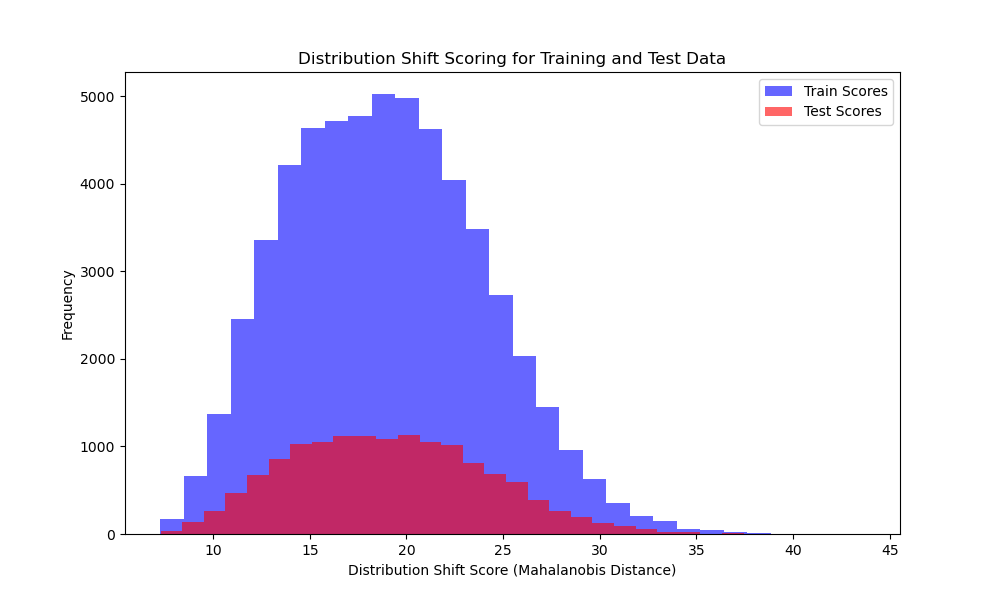 Distribution Shift Scoring for Training and Test Data
Train Scores
Test Scores
5000
4000
3000
2000
1000
0
Frequency
10 15 20 25 30 35 40 45
Distribution Shift Score (Mahalanobis Distance)